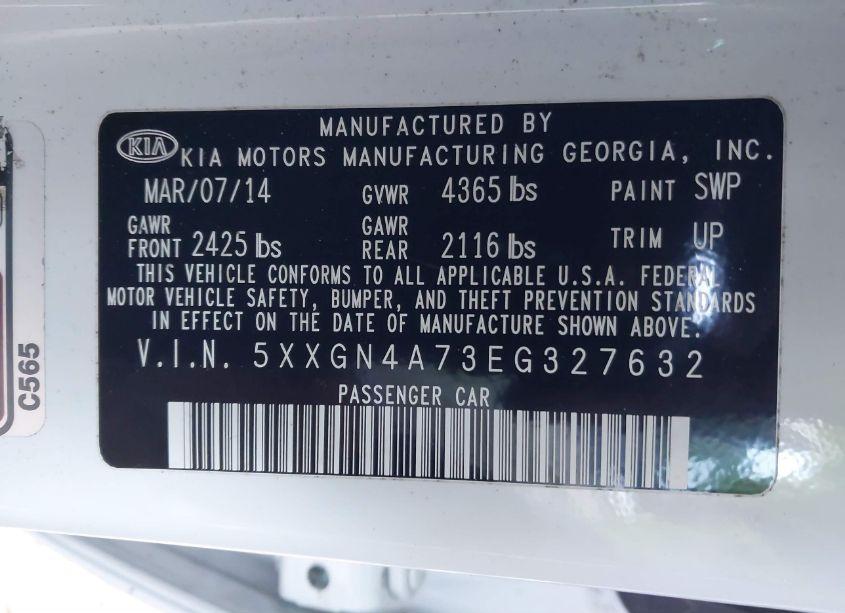 MANUFACTURED BY
KIA KIA MOTORS MANUFACTURING GEORGIA, INC.
MAR/07/14 GVWR 4365 lbs PAINT SWP
GAWR FRONT 2425 lbs GAWR REAR 2116 lbs TRIM UP
THIS VEHICLE CONFORMS TO ALL APPLICABLE U.S.A. FEDERAL
MOTOR VEHICLE SAFETY, BUMPER, AND THEFT PREVENTION STANDARDS
IN EFFECT ON THE DATE OF MANUFACTURE SHOWN ABOVE.
V.I.N. 5XXGN4A73EG327632
PASSENGER CAR
C565